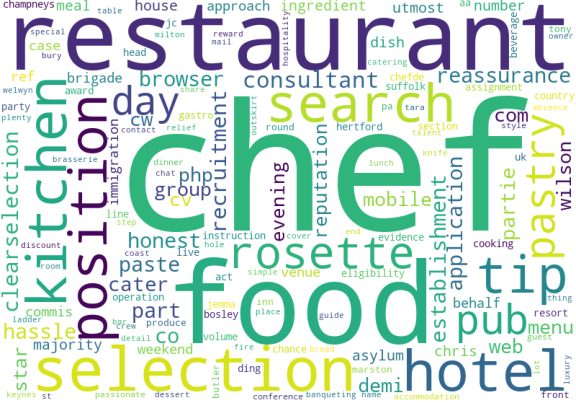 champneys meal house approach ingredient utmost aa number
table jc hospitality beverage tony
restaurant
special milton reward dish catering owner
bury case head mail
ref brigade browser consultant reassurance
welwyn award share chefde assignment
party day search suffolk country
plenty cw gastro pa tara com absence
contact relief outskirt round hertford section style
kitchen position immigration recruitment chef talent pastry
brasserie dinner lunch knife uk
chat php evening reputation mobile partie wilson
clearselection group cv establishment application
line instruction cover evidence cooking
step honest hole end
discount coast live rosette
room paste act simple venue eligibility behalf thing
operation cater jemma inn food tip
commis part bosley place guide pub resort
ladder bar produce volume menu
hassle crew co fire chance bread chris web guest
detail
majority weekend ding asylum
star selection marston demi hotel lot luxury
keynes st passionate dessert butler conference banqueting name accommodation front